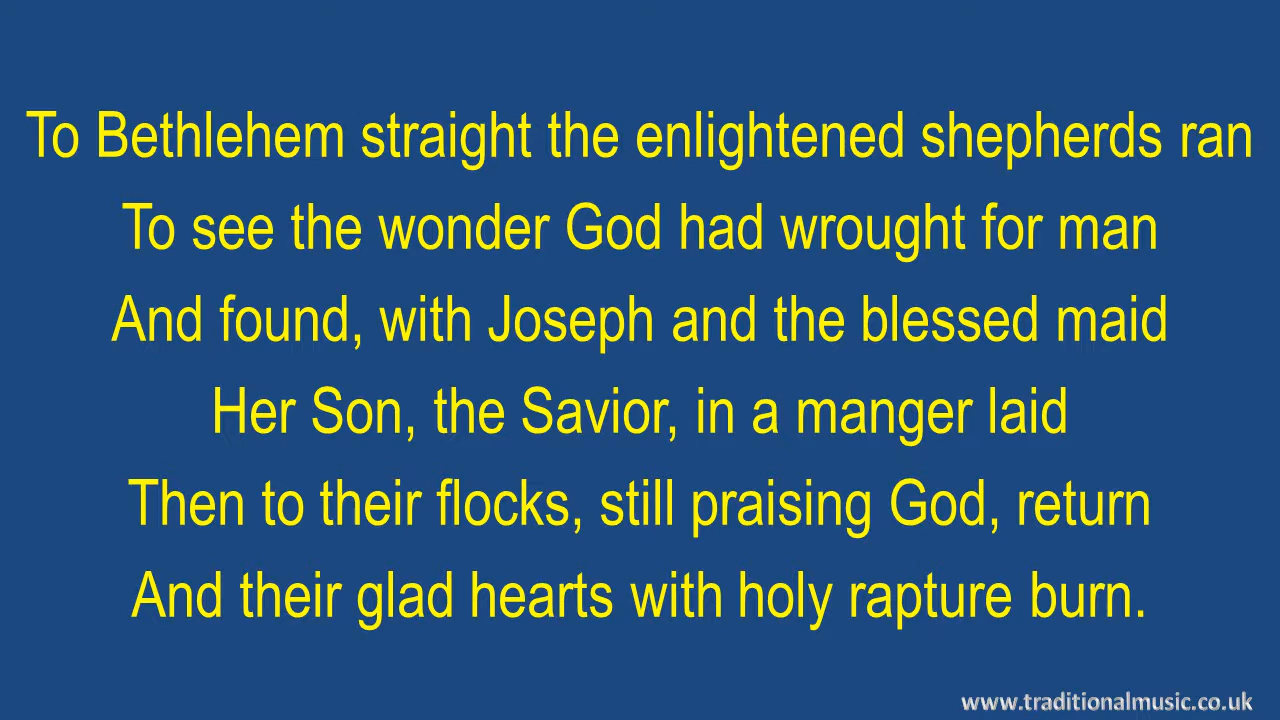 To Bethlehem straight the enlightened shepherds ran
To see the wonder God had wrought for man
And found, with Joseph and the blessed maid
Her Son, the Savior, in a manger laid
Then to their flocks, still praising God, return
And their glad hearts with holy rapture burn.
www.traditionalmusic.co.uk